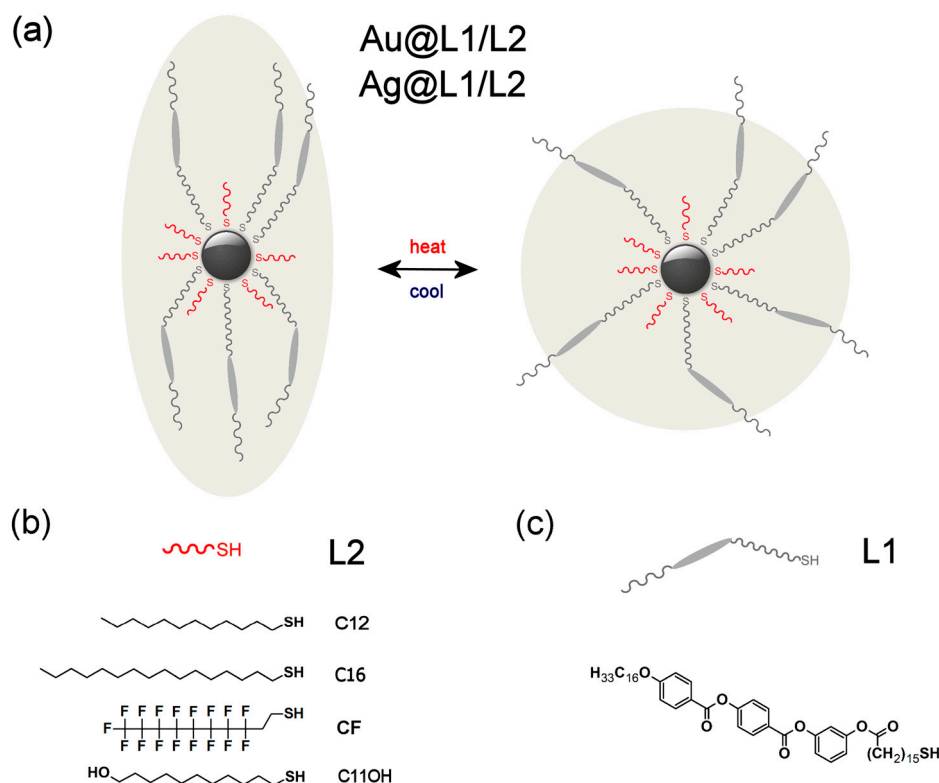 (a)
Au@L1/L2
Ag@L1/L2
S S S S S S S S S S S S
heat
cool
S S S S S S S S S S S S
(b)
SH L2
SH C12
SH C16
F F F F F F F SH
F CF
F F F F F F F F
HO SH C11OH
(c)
SH L1
H33C16O
O O
O O O O
(CH2)15SH